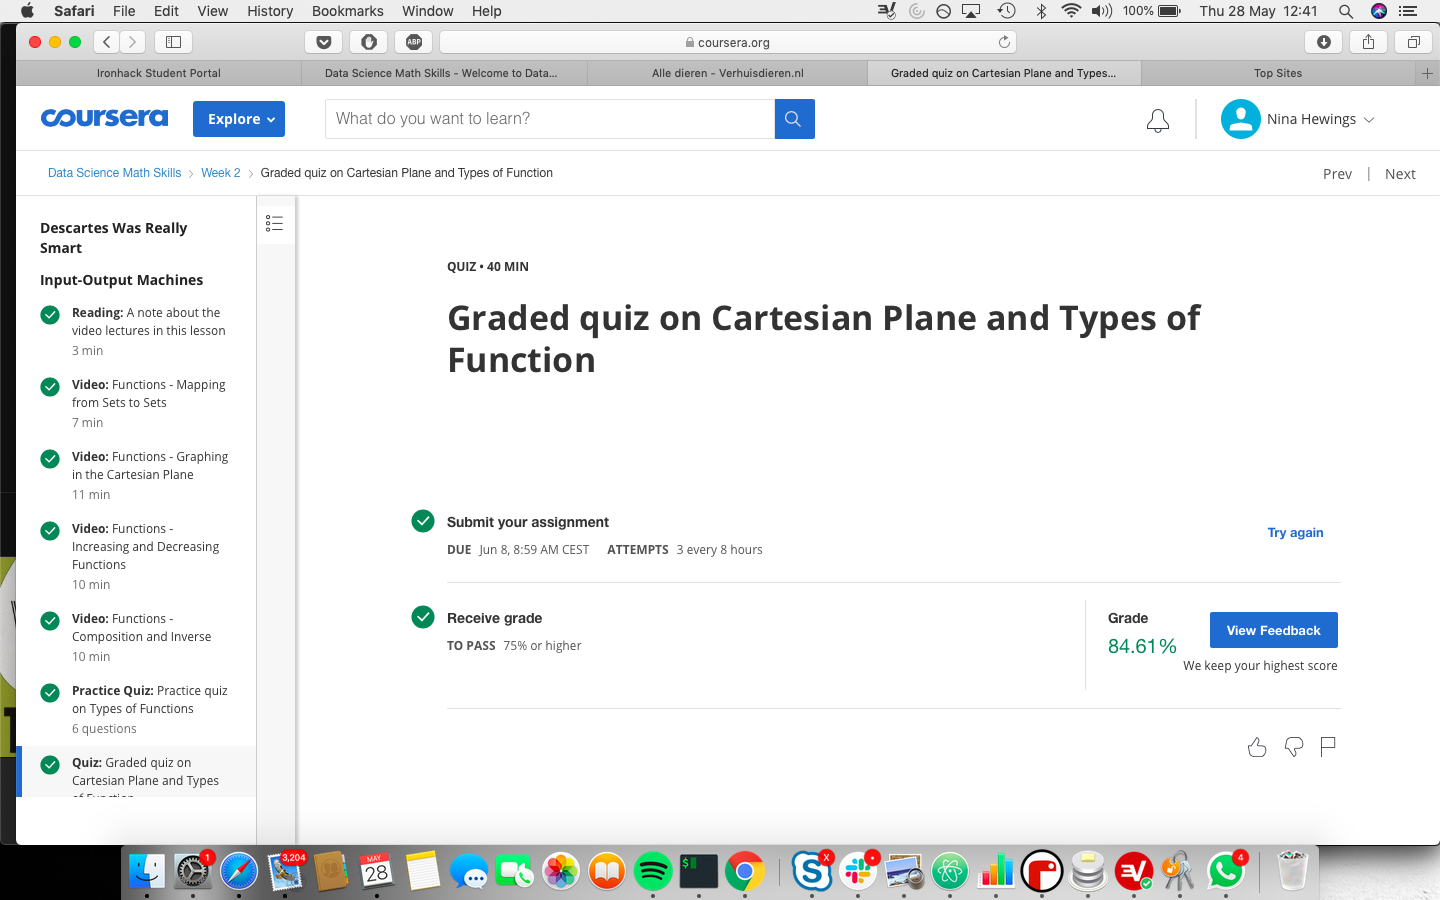 Safari File Edit View History Bookmarks Window Help
100% Thu 28 May 12:41
ABP
coursera.org
Ironhack Student Portal
Data Science Math Skills - Welcome to Data...
Alle dieren - Verhuisdieren.nl
Graded quiz on Cartesian Plane and Types...
Top Sites
coursera
Explore
What do you want to learn?
Nina Hewings
Data Science Math Skills
Week 2
Graded quiz on Cartesian Plane and Types of Function
Prev | Next
Descartes Was Really
Smart
Input-Output Machines
Reading: A note about the
video lectures in this lesson
3 min
Video: Functions - Mapping
from Sets to Sets
7 min
Video: Functions - Graphing
in the Cartesian Plane
11 min
Video: Functions -
Increasing and Decreasing
Functions
10 min
Video: Functions -
Composition and Inverse
10 min
Practice Quiz: Practice quiz
on Types of Functions
6 questions
Quiz: Graded quiz on
Cartesian Plane and Types
of Function
QUIZ • 40 MIN
Graded quiz on Cartesian Plane and Types of
Function
Submit your assignment
DUE Jun 8, 8:59 AM CEST ATTEMPTS 3 every 8 hours
Try again
Receive grade
TO PASS 75% or higher
Grade
84.61%
View Feedback
We keep your highest score
1
3,204
MAY
28
$
X
4